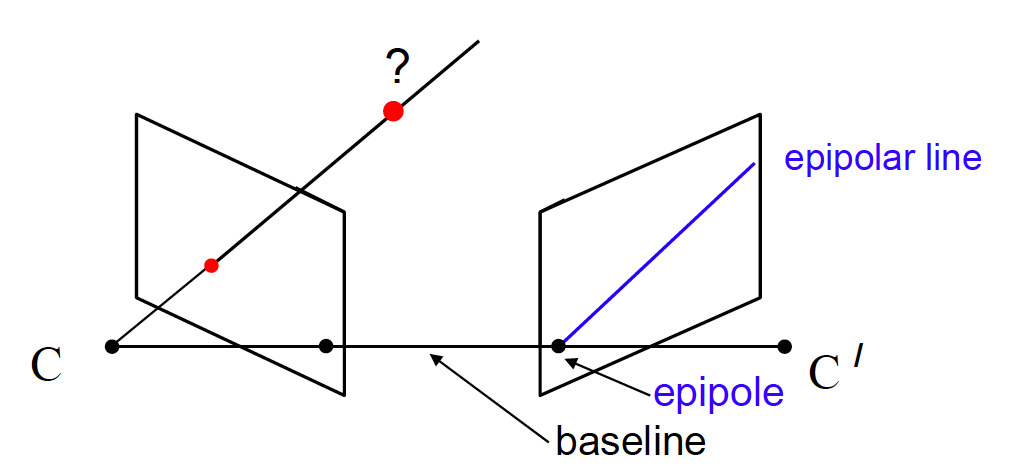 ?
epipolar line
C
C ′
epipole
baseline